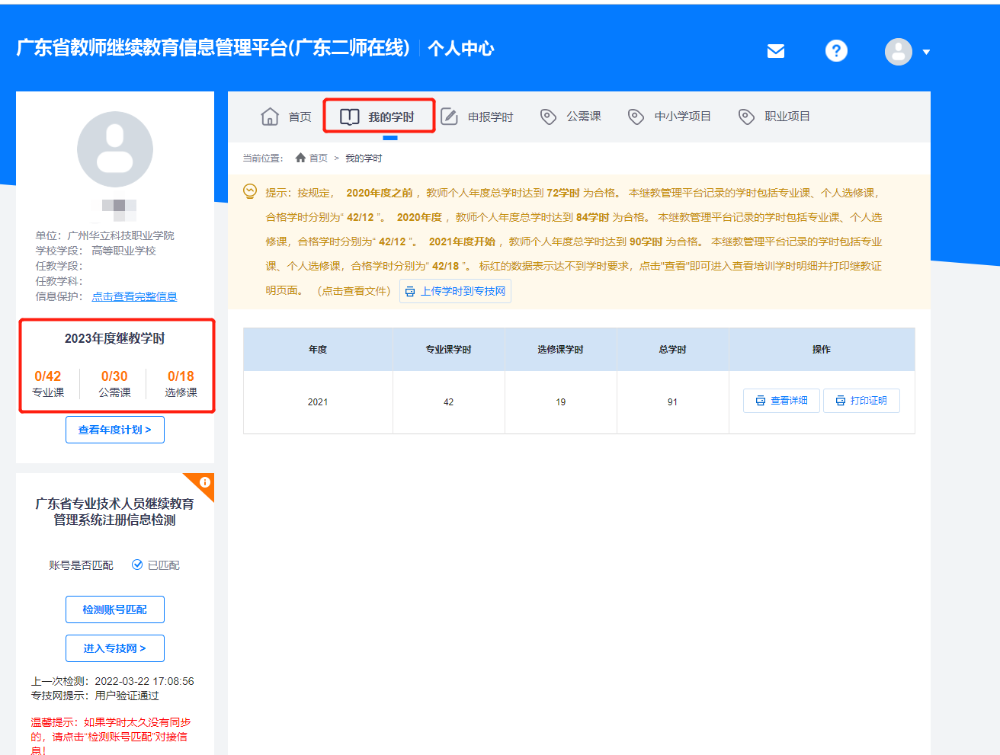 广东省教师继续教育信息管理平台(广东二师在线) 个人中心
首页 我的学时 申报学时 公需课 中小学项目 职业项目
当前位置： 首页 > 我的学时
提示：按规定， 2020年度之前 ，教师个人年度总学时达到 72学时 为合格。 本继教管理平台记录的学时包括专业课、个人选修课，
合格学时分别为“ 42/12 ”。 2020年度 ，教师个人年度总学时达到 84学时 为合格。 本继教管理平台记录的学时包括专业课、个人选
修课，合格学时分别为“ 42/12 ”。 2021年度开始 ，教师个人年度总学时达到 90学时 为合格。 本继教管理平台记录的学时包括专业
课、个人选修课，合格学时分别为“ 42/18 ”。 标红的数据表示达不到学时要求，点击"查看"即可进入查看培训学时明细并打印继教证
明页面。 （点击查看文件） 上传学时到专技网
年度 专业课学时 选修课学时 总学时 操作
2021 42 19 91 查看详细 打印证明
单位：广州华立科技职业学院
学校学段： 高等职业学校
任教学段：
任教学科：
信息保护： 点击查看完整信息
2023年度继教学时
0/42 0/30 0/18
专业课 公需课 选修课
查看年度计划 >
广东省专业技术人员继续教育
管理系统注册信息检测
账号是否匹配 已匹配
检测账号匹配
进入专技网 >
上一次检测：2022-03-22 17:08:56
专技网提示：用户验证通过
温馨提示：如果学时太久没有同步
的，请点击“检测账号匹配”对接信
息！